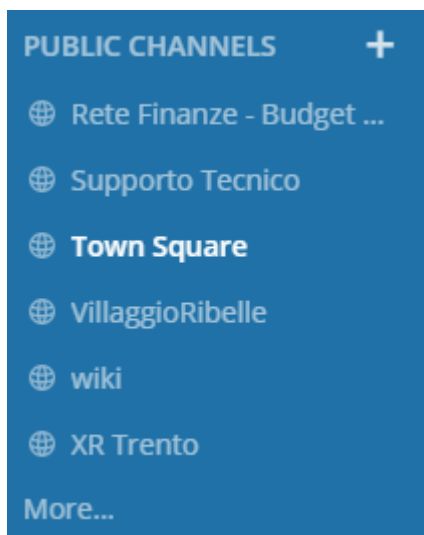 PUBLIC CHANNELS +
Rete Finanze - Budget ...
Supporto Tecnico
Town Square
VillaggioRibelle
wiki
XR Trento
More...